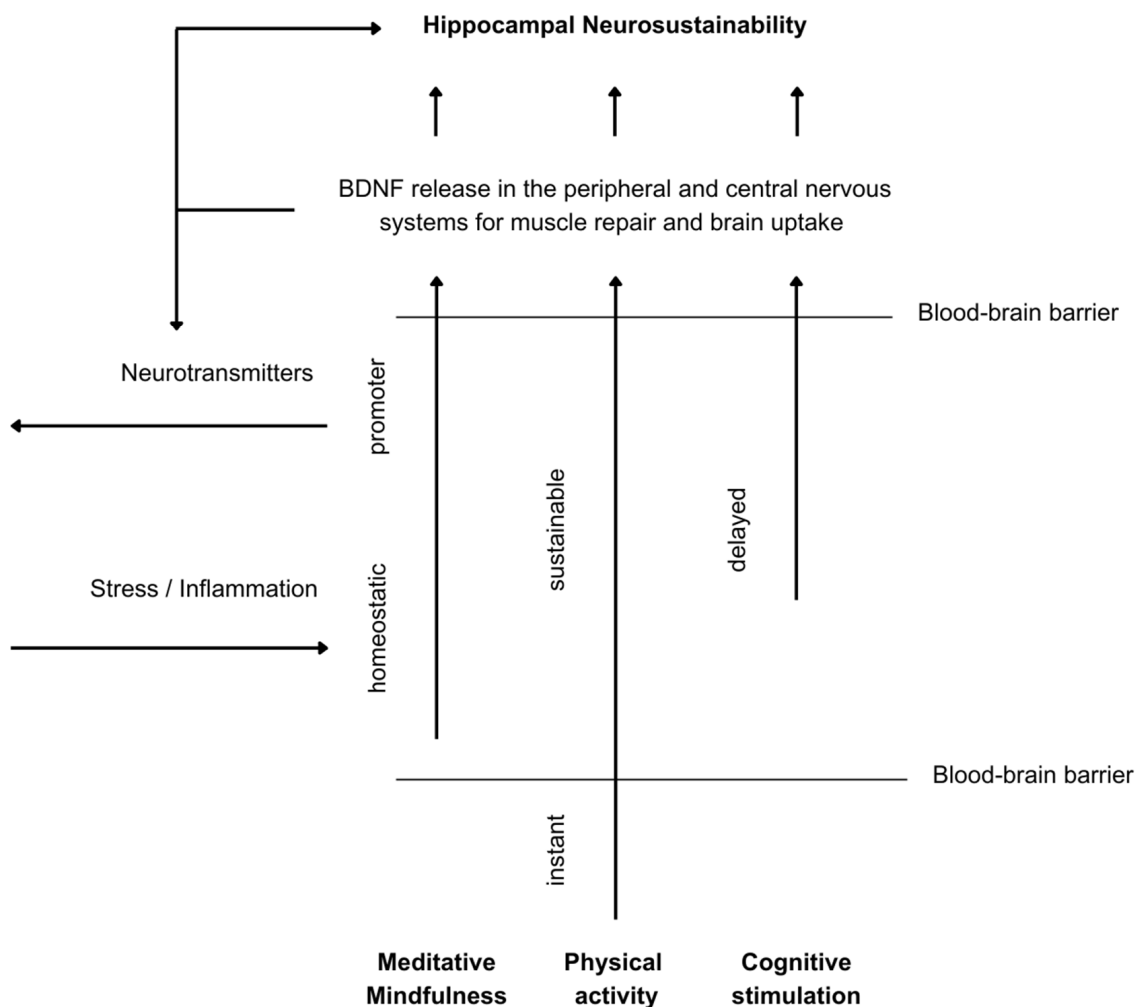 Hippocampal Neurosustainability
BDNF release in the peripheral and central nervous
systems for muscle repair and brain uptake
Blood-brain barrier
Neurotransmitters
promoter
sustainable
delayed
Stress / Inflammation
homeostatic
Blood-brain barrier
instant
Meditative
Mindfulness
Physical
activity
Cognitive
stimulation